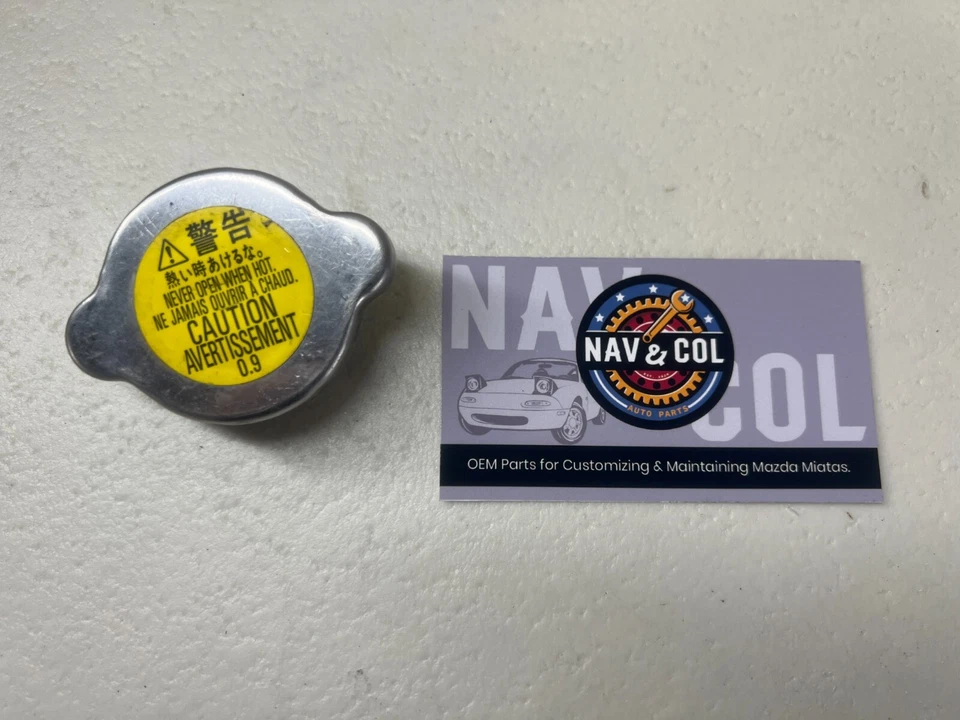 警告
熱い時あけるな。
NEVER OPEN WHEN HOT.
NE JAMAIS OUVRIR À CHAUD.
CAUTION
AVERTISSEMENT
0.9
NAV
COL
NAV & COL
AUTO PARTS
OEM Parts for Customizing & Maintaining Mazda Miatas.